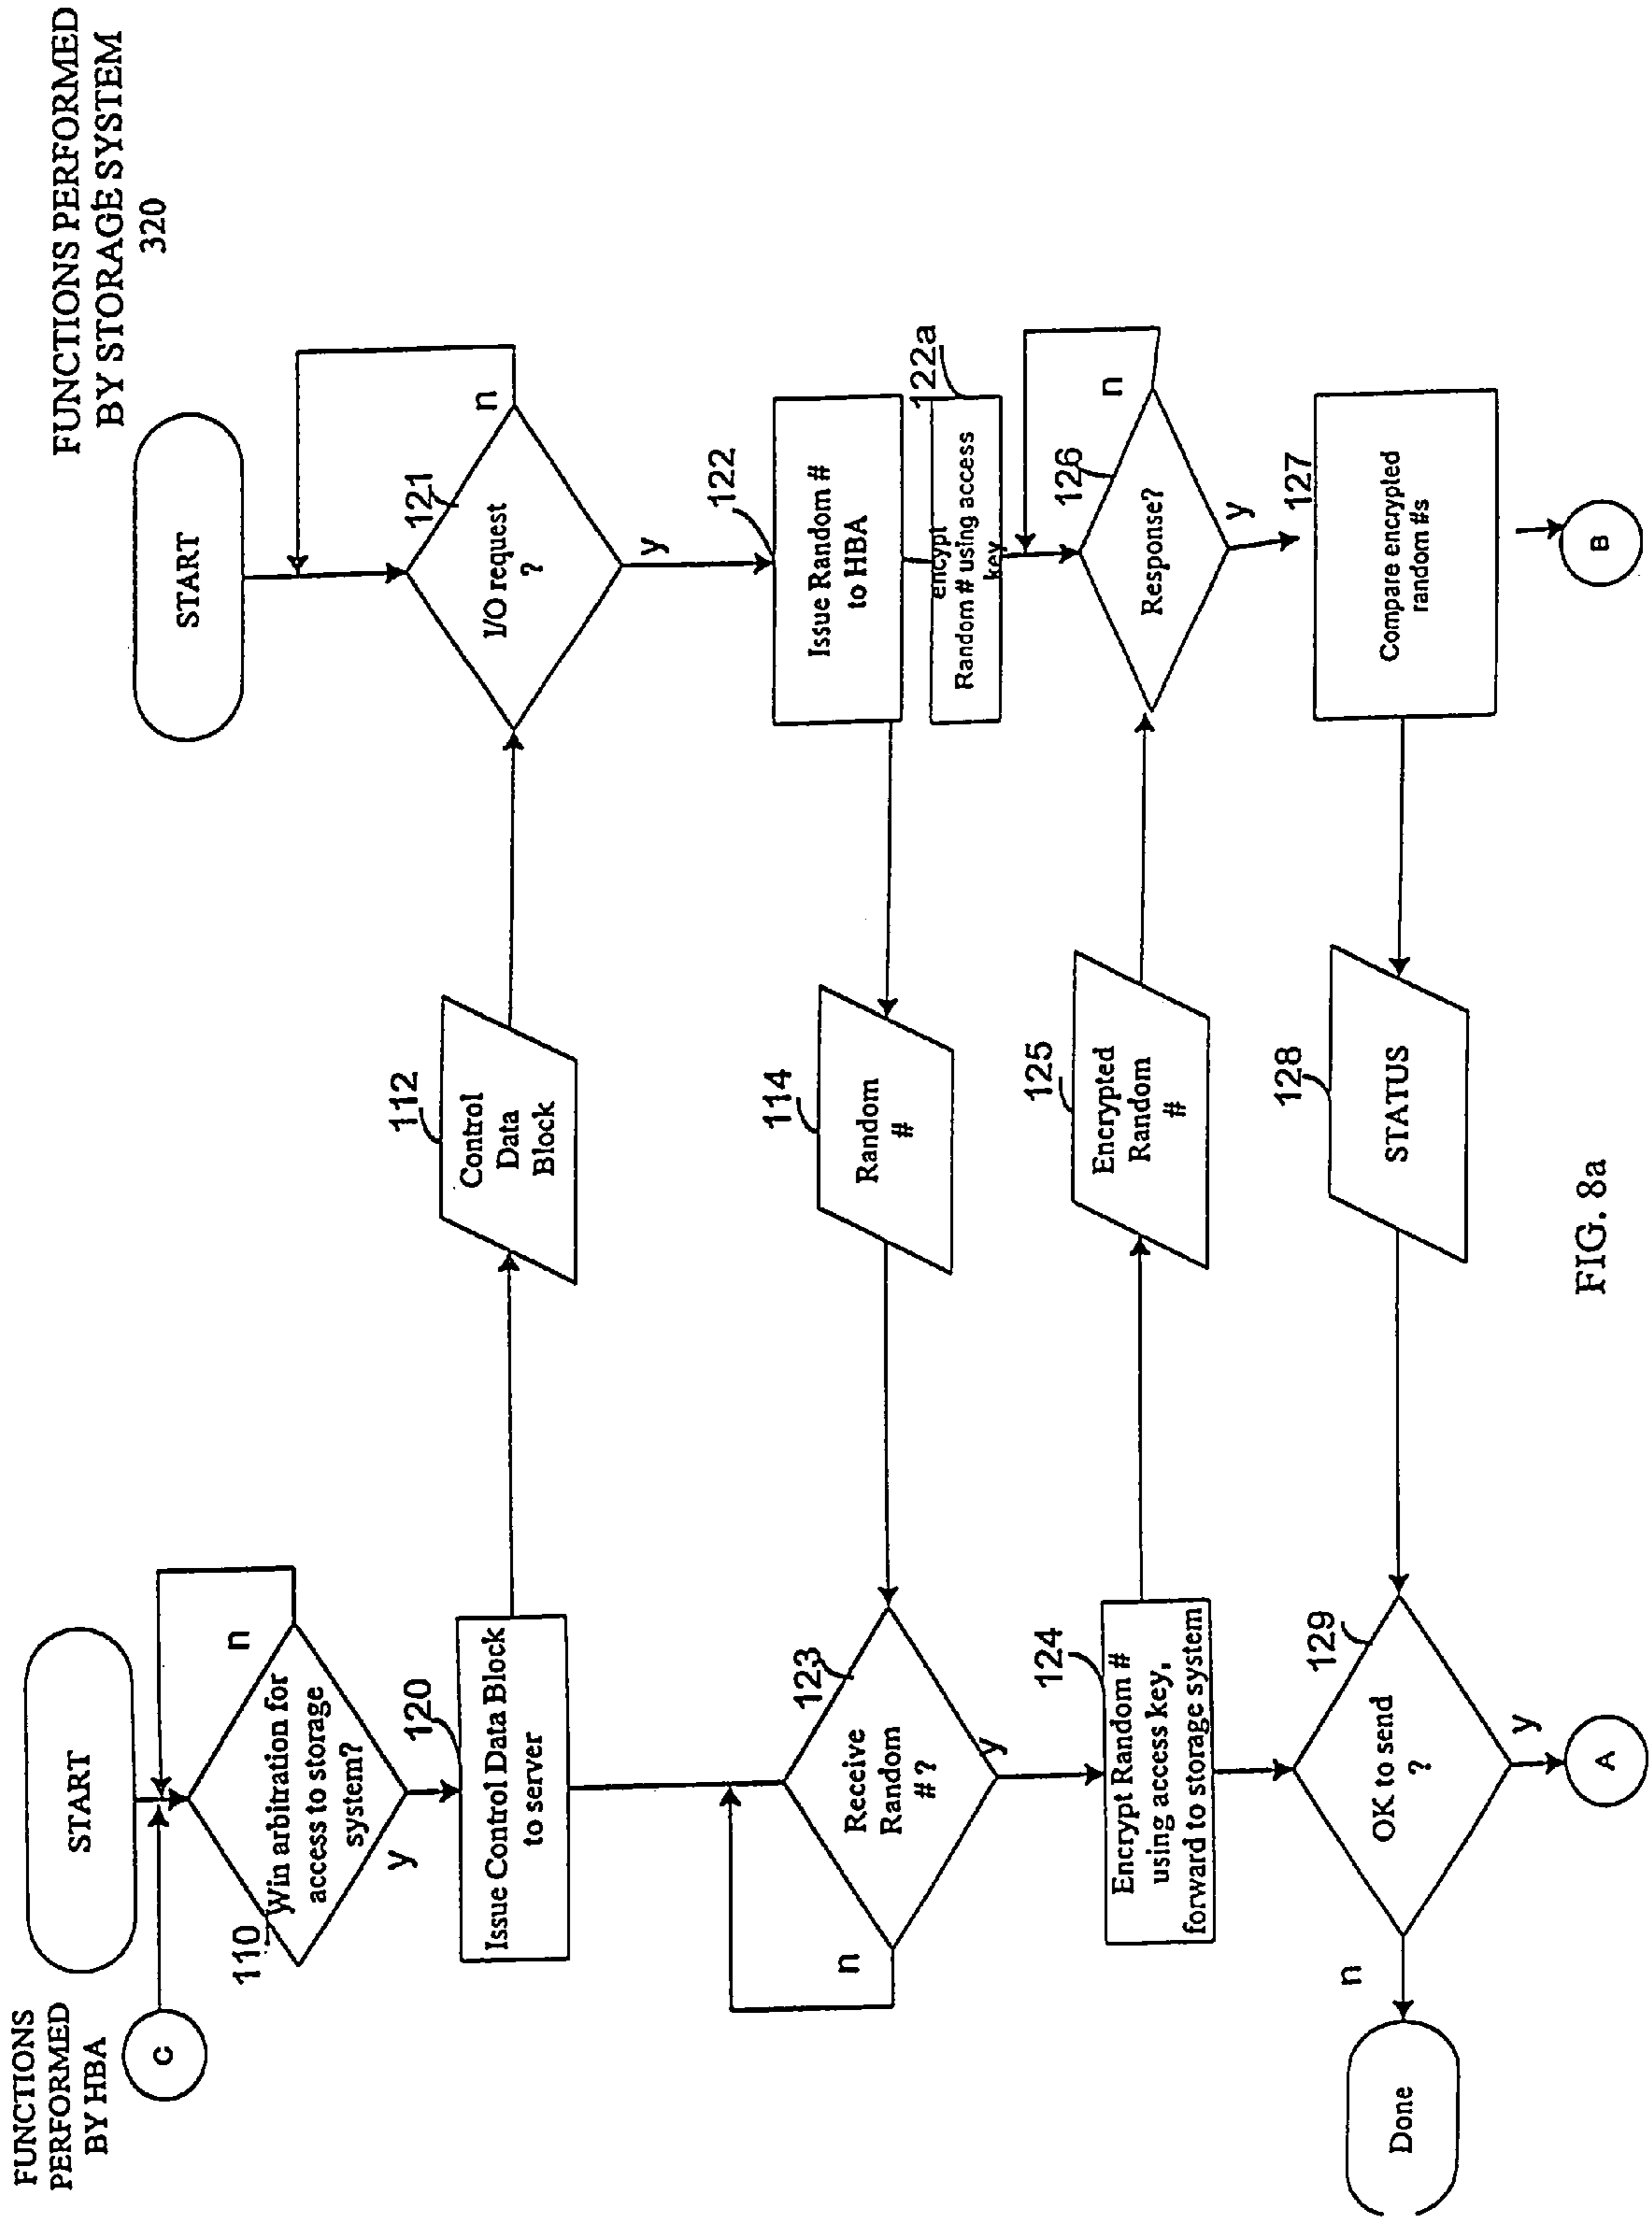 FUNCTIONS
PERFORMED
BY HBA
C
START
110
Win arbitration for
access to storage
system?
n
y
120
Issue Control Data Block
to server
123
Receive
Random
# ?
n
y
124
Encrypt Random #
using access key,
forward to storage system
129
OK to send
?
n
y
Done
A
112
Control
Data
Block
114
Random
#
125
Encrypted
Random
#
128
STATUS
FUNCTIONS PERFORMED
BY STORAGE SYSTEM
320
START
121
I/O request
?
n
y
122
Issue Random #
to HBA
122a
encrypt
Random # using access
key
126
Response?
n
y
127
Compare encrypted
random #s
B
FIG. 8a